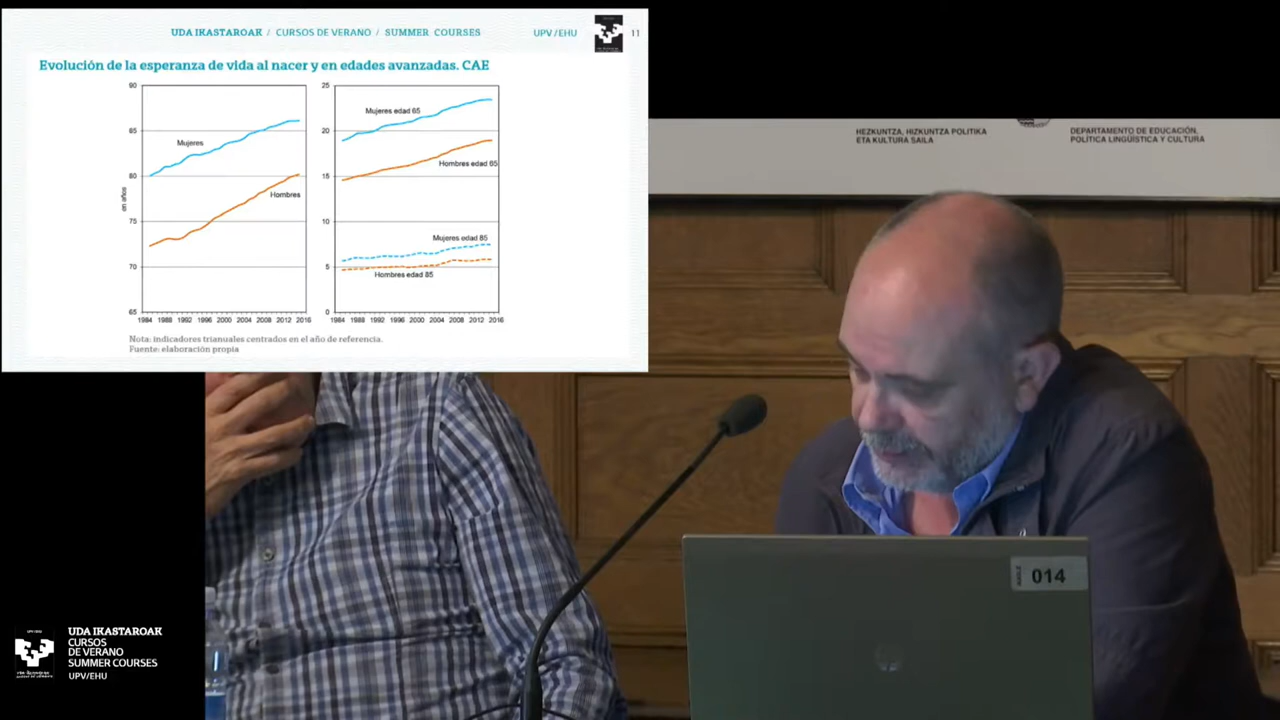 UDA IKASTAROAK / CURSOS DE VERANO / SUMMER COURSES
UPV/EHU
11
Evolución de la esperanza de vida al nacer y en edades avanzadas. CAE
90
85
80
75
70
65
en años
Mujeres
Hombres
1984 1988 1992 1996 2000 2004 2008 2012 2016
25
20
15
10
5
0
Mujeres edad 65
Hombres edad 65
Mujeres edad 85
Hombres edad 85
1984 1988 1992 1996 2000 2004 2008 2012 2016
Nota: indicadores trianuales centrados en el año de referencia.
Fuente: elaboración propia
HEZKUNTZA, HIZKUNTZA POLITIKA
ETA KULTURA SAILA
DEPARTAMENTO DE EDUCACIÓN,
POLÍTICA LINGÜÍSTICA Y CULTURA
014
UDA IKASTAROAK
CURSOS
DE VERANO
SUMMER COURSES
UPV/EHU